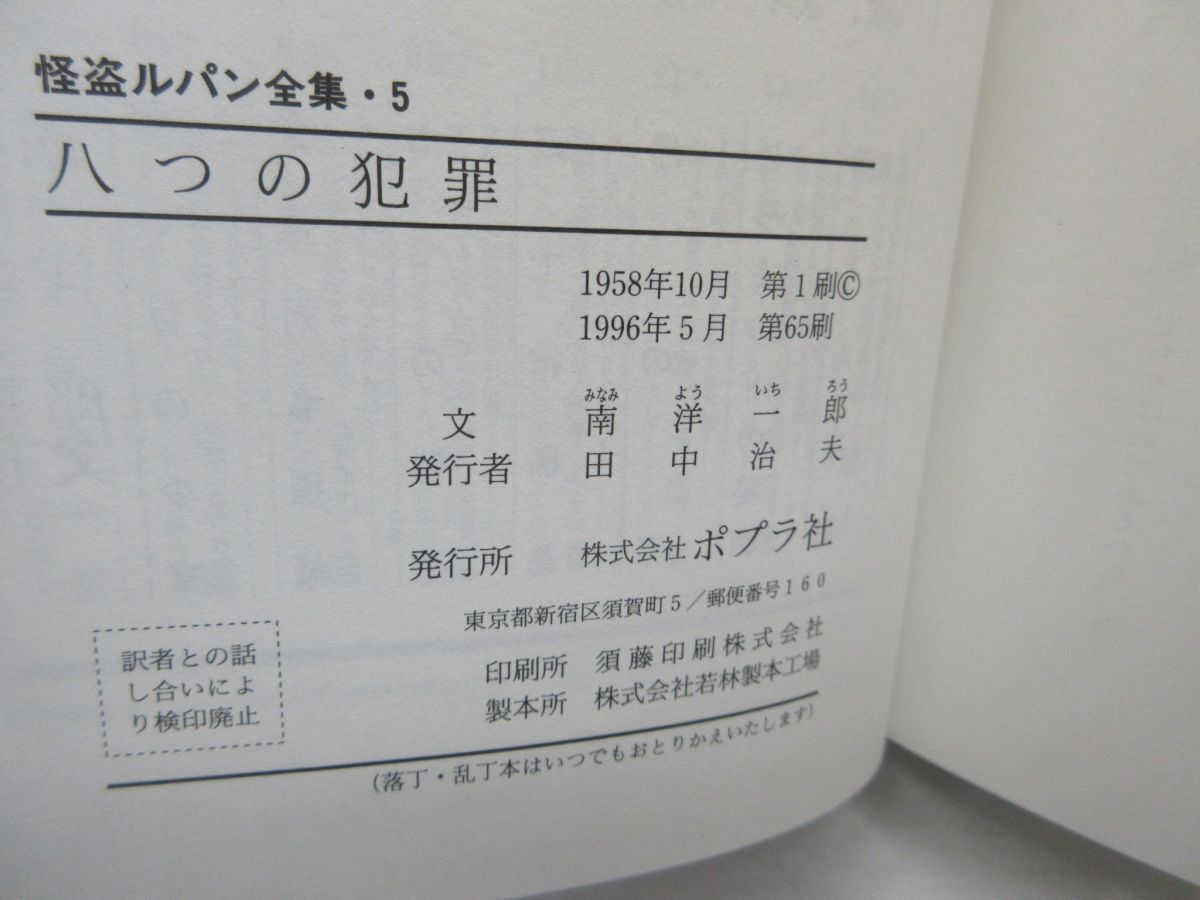 怪盗ルパン全集・5
八つの犯罪
1958年10月 第1刷©
1996年5月 第65刷
みなみ よう いち ろう
文 南 洋 一 郎
発行者 田 中 治 夫
発行所 株式会社 ポプラ社
東京都新宿区須賀町5/郵便番号160
印刷所 須藤印刷株式会社
製本所 株式会社若林製本工場
訳者との話
し合いによ
り検印廃止
(落丁・乱丁本はいつでもおとりかえいたします)